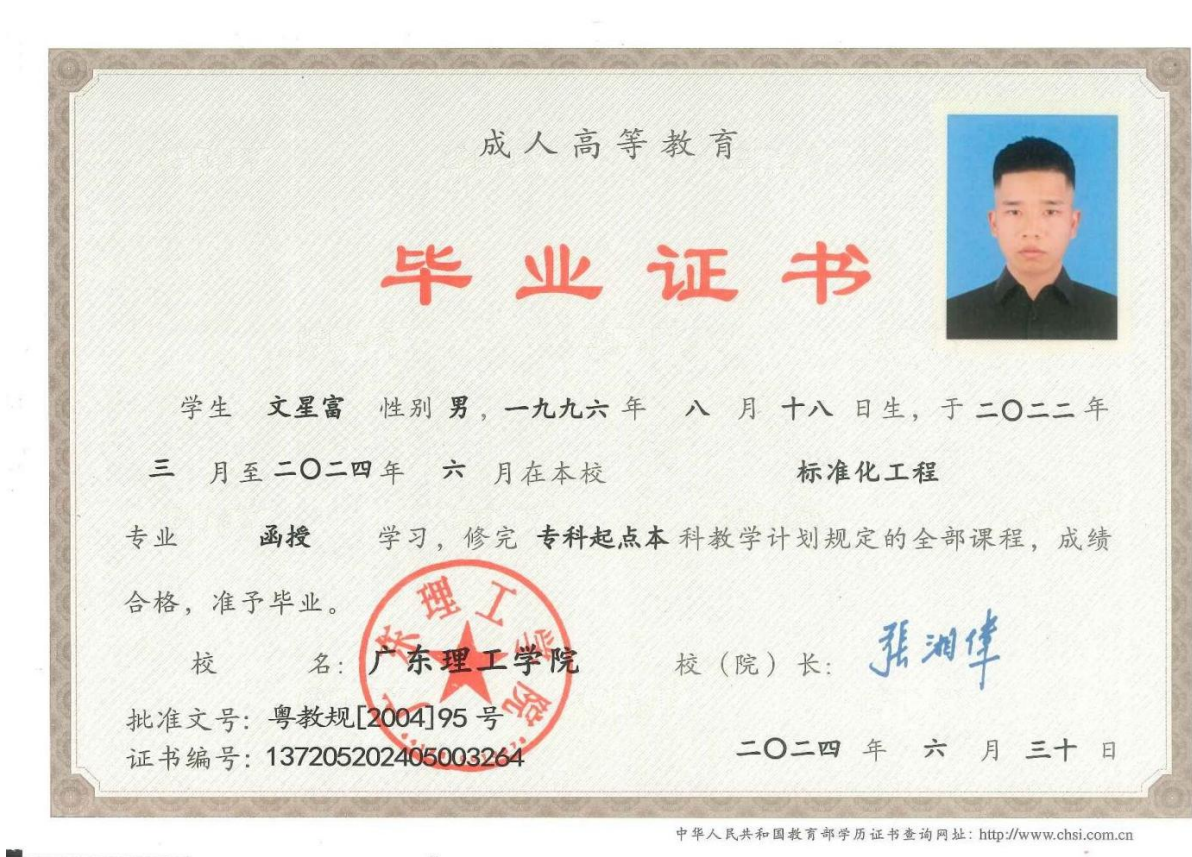 成人高等教育
毕业证书
学生 文星富 性别 男，一九九六 年 八 月 十八 日生，于 二〇二二 年
三 月至 二〇二四 年 六 月在本校 标准化工程
专业 函授 学习，修完 专科起点本 科教学计划规定的全部课程，成绩
合格，准予毕业。
校 名：广东理工学院 校（院）长：张湘伟
广东理工学院
批准文号：粤教规[2004]95 号
证书编号：137205202405003264
二〇二四 年 六 月 三十 日
中华人民共和国教育部学历证书查询网址：http://www.chsi.com.cn